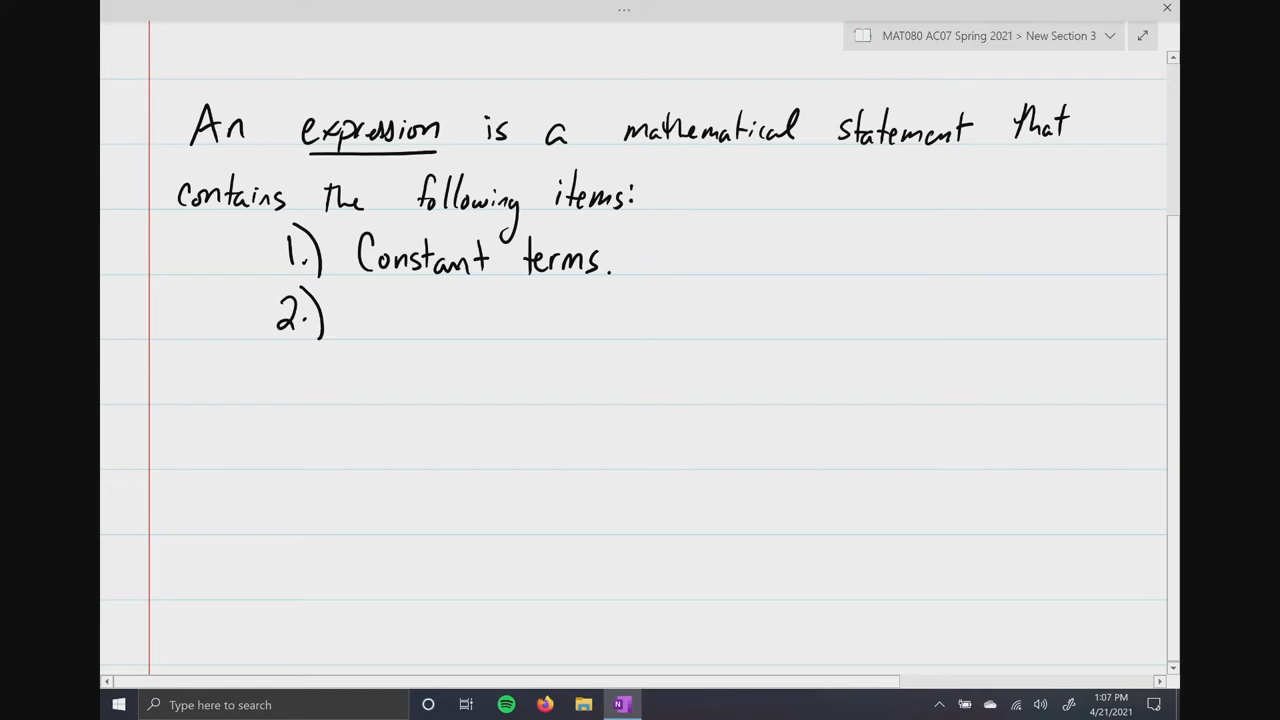 ...
×
MAT080 AC07 Spring 2021 > New Section 3
An expression is a mathematical statement that
contains the following items:
1.) Constant terms.
2.)
Type here to search
1:07 PM
4/21/2021